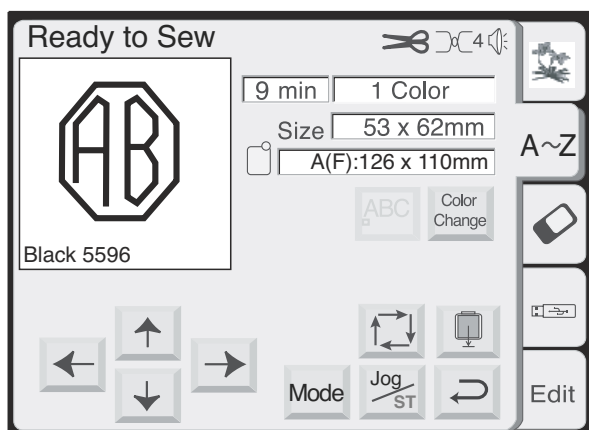 Ready to Sew
4
9 min
1 Color
Size
53 x 62mm
A(F):126 x 110mm
AB
ABC
Color
Change
Black 5596
A~Z
Mode
Jog
ST
Edit